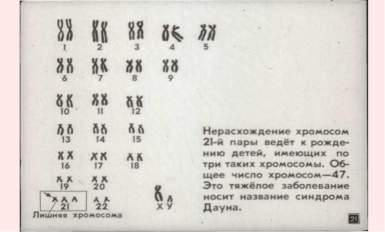 1 2 3 4 5
6 7 8 9
10 11 12
13 14 15
16 17 18
19 20
21 22 ХУ
Лишняя хромосома
Нерасхождение хромосом
21-й пары ведёт к рожде-
нию детей, имеющих по
три таких хромосомы. Об-
щее число хромосом—47.
Это тяжёлое заболевание
носит название синдрома
Дауна.